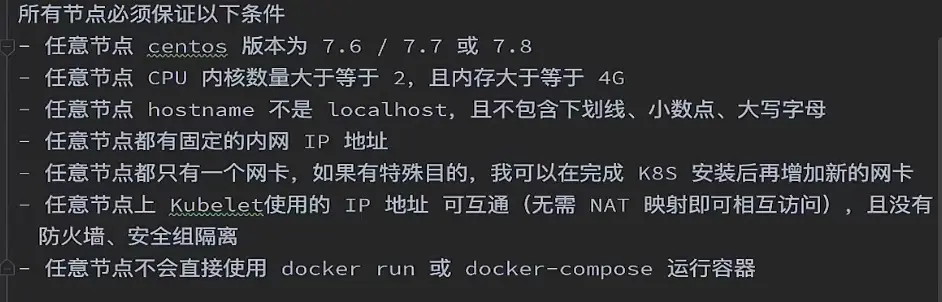 所有节点必须保证以下条件
- 任意节点 centos 版本为 7.6 / 7.7 或 7.8
- 任意节点 CPU 内核数量大于等于 2，且内存大于等于 4G
- 任意节点 hostname 不是 localhost，且不包含下划线、小数点、大写字母
- 任意节点都有固定的内网 IP 地址
- 任意节点都只有一个网卡，如果有特殊目的，我可以在完成 K8S 安装后再增加新的网卡
- 任意节点上 Kubelet使用的 IP 地址 可互通（无需 NAT 映射即可相互访问），且没有
防火墙、安全组隔离
- 任意节点不会直接使用 docker run 或 docker-compose 运行容器